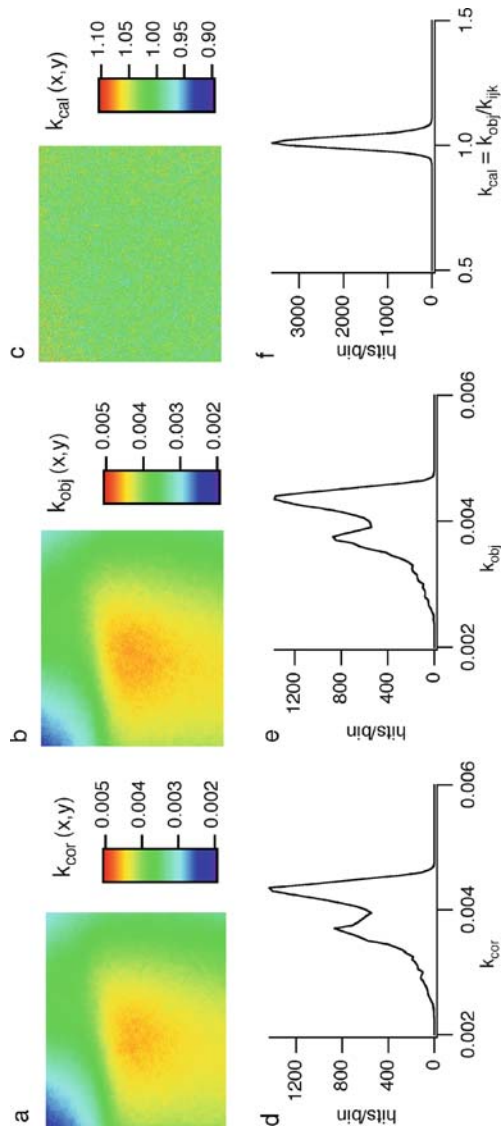 a
k_cor (x,y)
0.005
0.004
0.003
0.002
b
k_obj (x,y)
0.005
0.004
0.003
0.002
c
k_cal (x,y)
1.10
1.05
1.00
0.95
0.90
d
hits/bin
1200
800
400
0
0.002
0.004
0.006
k_cor
e
hits/bin
1200
800
400
0
0.002
0.004
0.006
k_obj
f
hits/bin
3000
2000
1000
0
0.5
1.0
1.5
k_cal = k_obj/k_ijk